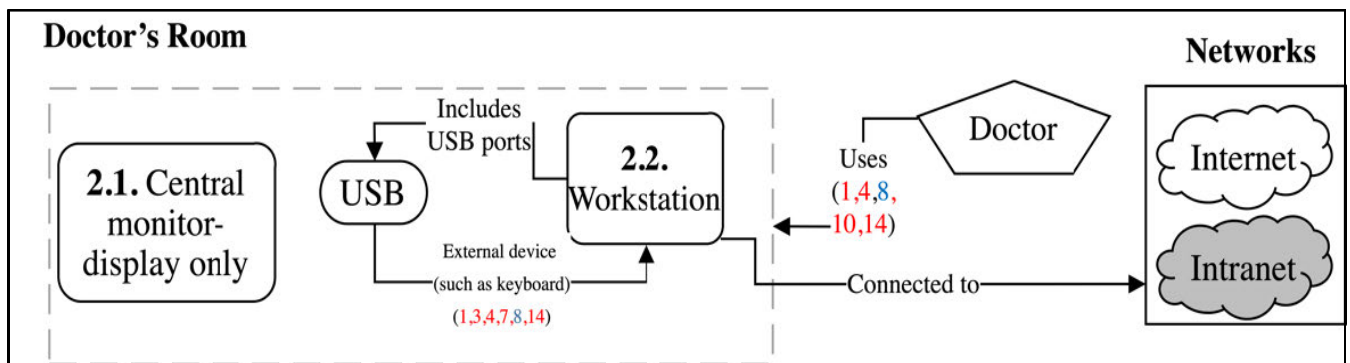 Doctor's Room
Networks
2.1. Central
monitor-
display only
Includes
USB ports
USB
External device
(such as keyboard)
(1,3,4,7,8,14)
2.2.
Workstation
Uses
(1,4,8,
10,14)
Doctor
Connected to
Internet
Intranet